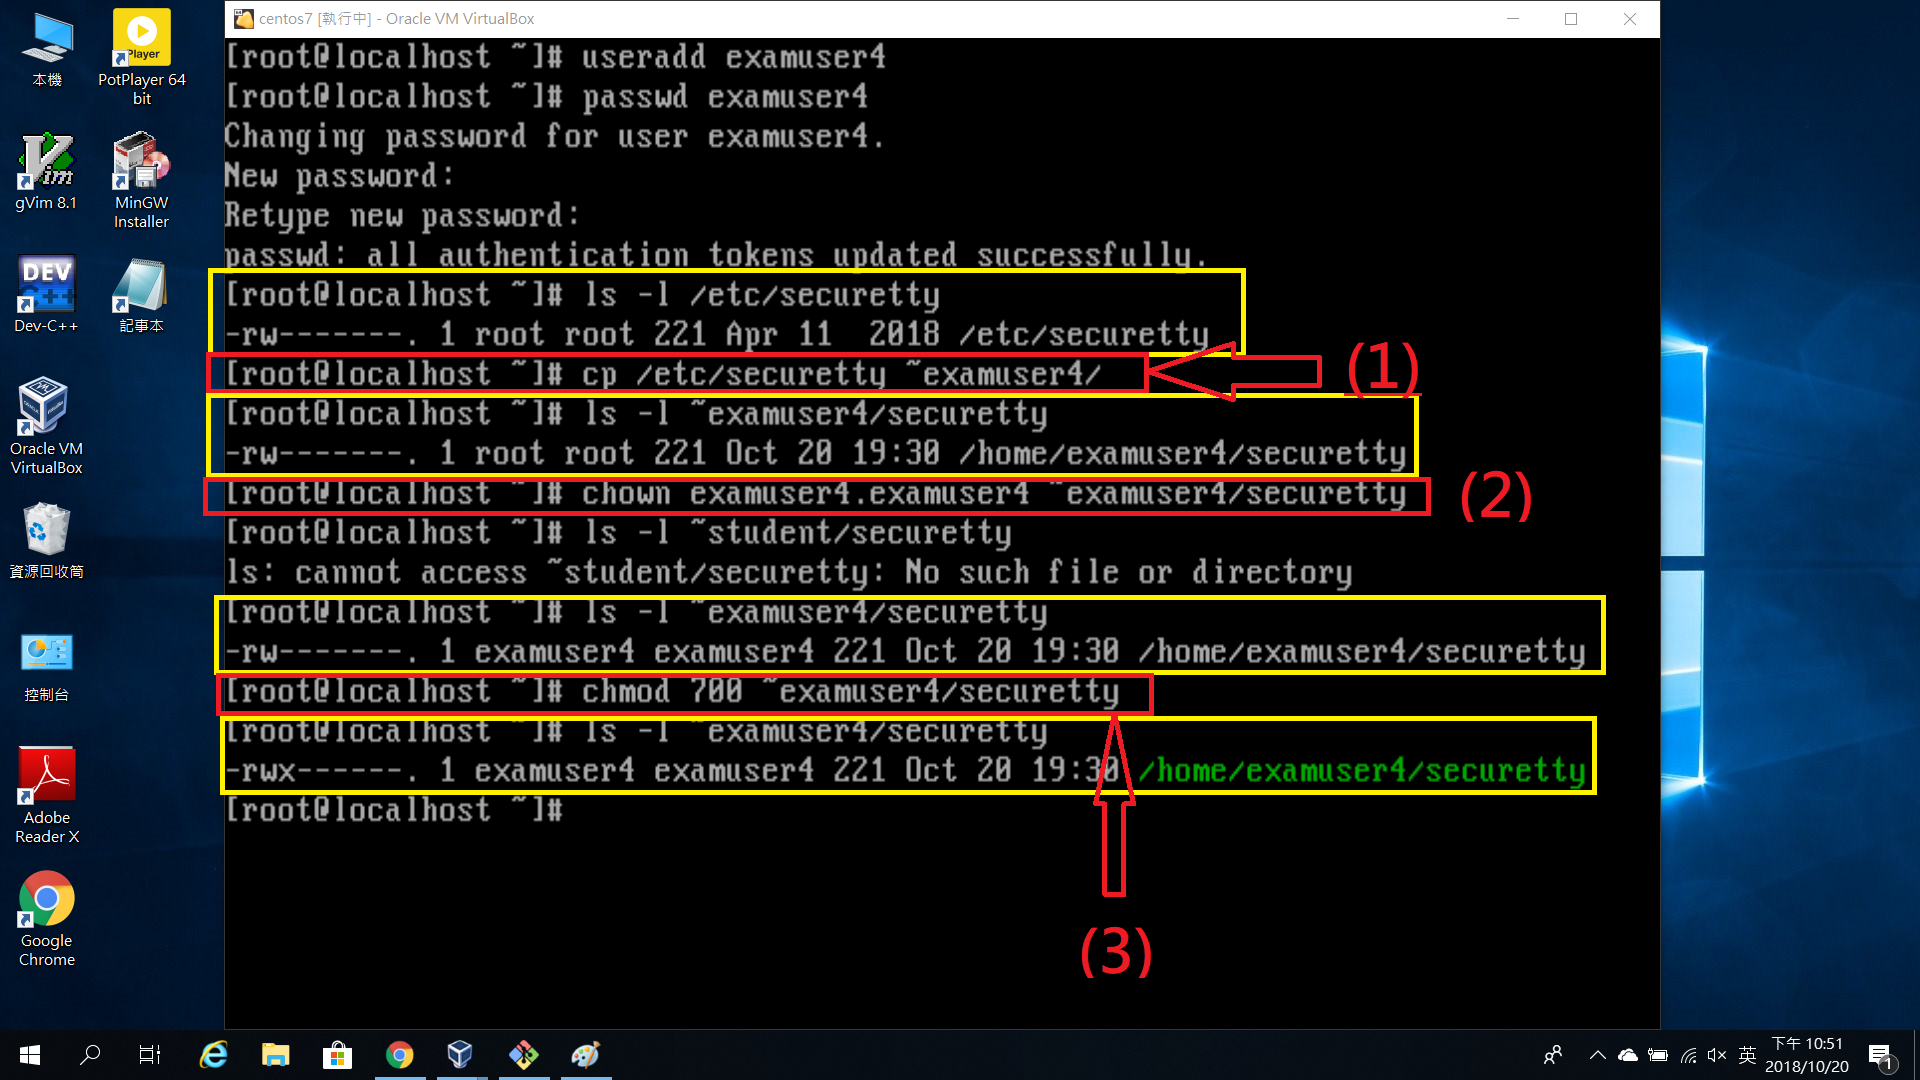 centos7 [執行中] - Oracle VM VirtualBox
本機
PotPlayer 64
bit
Player
gVim 8.1
Vim
MinGW
Installer
DEV
C++
Dev-C++
記事本
Oracle VM
VirtualBox
資源回收筒
控制台
Adobe
Reader X
Google
Chrome
[root@localhost ~]# useradd examuser4
[root@localhost ~]# passwd examuser4
Changing password for user examuser4.
New password:
Retype new password:
passwd: all authentication tokens updated successfully.
[root@localhost ~]# ls -l /etc/securetty
-rw-------. 1 root root 221 Apr 11  2018 /etc/securetty
[root@localhost ~]# cp /etc/securetty ~examuser4/
(1)
[root@localhost ~]# ls -l ~examuser4/securetty
-rw-------. 1 root root 221 Oct 20 19:30 /home/examuser4/securetty
[root@localhost ~]# chown examuser4.examuser4 ~examuser4/securetty
(2)
[root@localhost ~]# ls -l ~student/securetty
ls: cannot access ~student/securetty: No such file or directory
[root@localhost ~]# ls -l ~examuser4/securetty
-rw-------. 1 examuser4 examuser4 221 Oct 20 19:30 /home/examuser4/securetty
[root@localhost ~]# chmod 700 ~examuser4/securetty
[root@localhost ~]# ls -l ~examuser4/securetty
-rwx------. 1 examuser4 examuser4 221 Oct 20 19:30 /home/examuser4/securetty
[root@localhost ~]#
(3)
英
下午 10:51
2018/10/20
1